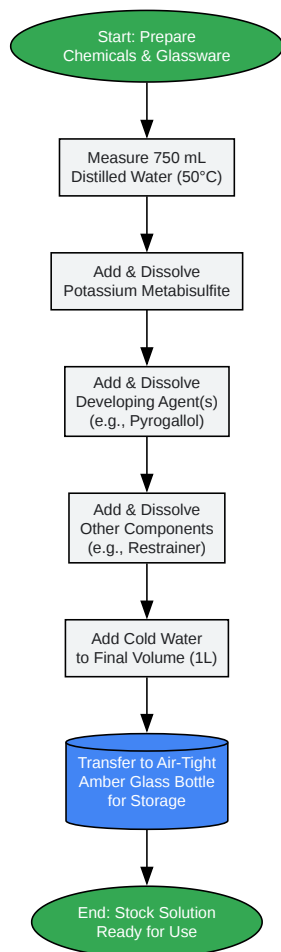 Start: Prepare
Chemicals & Glassware
Measure 750 mL
Distilled Water (50°C)
Add & Dissolve
Potassium Metabisulfite
Add & Dissolve
Developing Agent(s)
(e.g., Pyrogallol)
Add & Dissolve
Other Components
(e.g., Restrainer)
Add Cold Water
to Final Volume (1L)
Transfer to Air-Tight
Amber Glass Bottle
for Storage
End: Stock Solution
Ready for Use